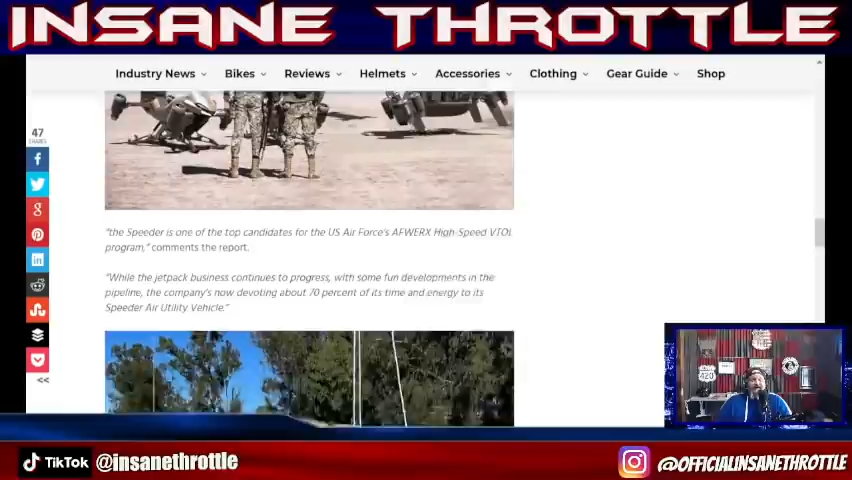 INSANE THROTTLE
Industry News Bikes Reviews Helmets Accessories Clothing Gear Guide Shop
47
SHARES
"the Speeder is one of the top candidates for the US Air Force's AFWERX High-Speed VTOL
program," comments the report.
"While the jetpack business continues to progress, with some fun developments in the
pipeline, the company's now devoting about 70 percent of its time and energy to its
Speeder Air Utility Vehicle."
<<
420
TikTok @insanethrottle
@OFFICIALINSANETHROTTLE